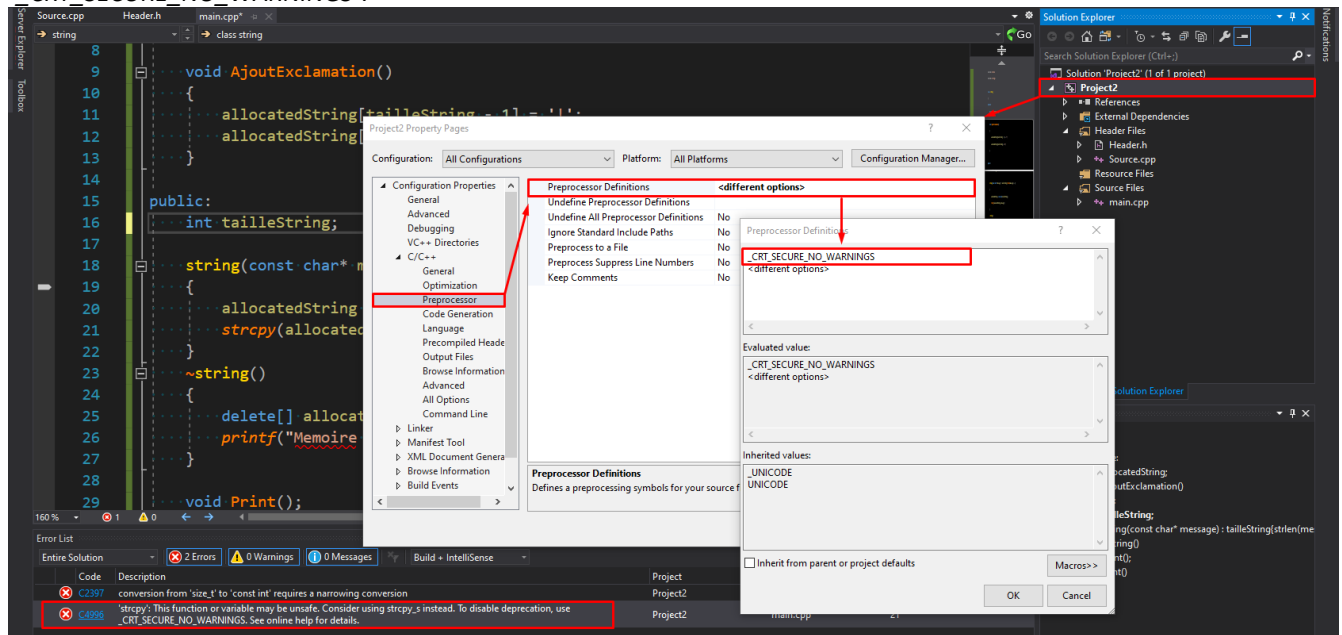 _CRT_SECURE_NO_WARNINGS !
Source.cpp Header.h main.cpp*
string class string Go
8
9 void AjoutExclamation()
10 {
11 allocatedString[tailleString - 1] = '!';
12 allocatedString[
13 }
14
15 public:
16 int tailleString;
17
18 string(const char* m
19 {
20 allocatedString
21 strcpy(allocated
22 }
23 ~string()
24 {
25 delete[] allocat
26 printf("Memoire
27 }
28
29 void Print();
160 % 1 0
Server Explorer
Toolbox
Notifications
Solution Explorer
Search Solution Explorer (Ctrl+;)
Solution 'Project2' (1 of 1 project)
Project2
References
External Dependencies
Header Files
Header.h
Source.cpp
Resource Files
Source Files
main.cpp
Project2 Property Pages
Configuration: All Configurations Platform: All Platforms Configuration Manager...
Configuration Properties
General
Advanced
Debugging
VC++ Directories
C/C++
General
Optimization
Preprocessor
Code Generation
Language
Precompiled Heade
Output Files
Browse Information
Advanced
All Options
Command Line
Linker
Manifest Tool
XML Document Genera
Browse Information
Build Events
Preprocessor Definitions <different options>
Undefine Preprocessor Definitions
Undefine All Preprocessor Definitions No
Ignore Standard Include Paths No
Preprocess to a File No
Preprocess Suppress Line Numbers No
Keep Comments No
Preprocessor Definitions
Defines a preprocessing symbols for your source f
Preprocessor Definitions
_CRT_SECURE_NO_WARNINGS
<different options>
Evaluated value:
_CRT_SECURE_NO_WARNINGS
<different options>
Inherited values:
_UNICODE
UNICODE
Inherit from parent or project defaults
Macros>>
OK Cancel
olution Explorer
ocatedString;
outExclamation()
lleString;
ng(const char* message) : tailleString{strlen(me
tring()
nt();
nt()
Error List
Entire Solution 2 Errors 0 Warnings 0 Messages Build + IntelliSense
Code Description Project
C2397 conversion from 'size_t' to 'const int' requires a narrowing conversion Project2
C4996 'strcpy': This function or variable may be unsafe. Consider using strcpy_s instead. To disable deprecation, use
_CRT_SECURE_NO_WARNINGS. See online help for details. Project2 main.cpp 21